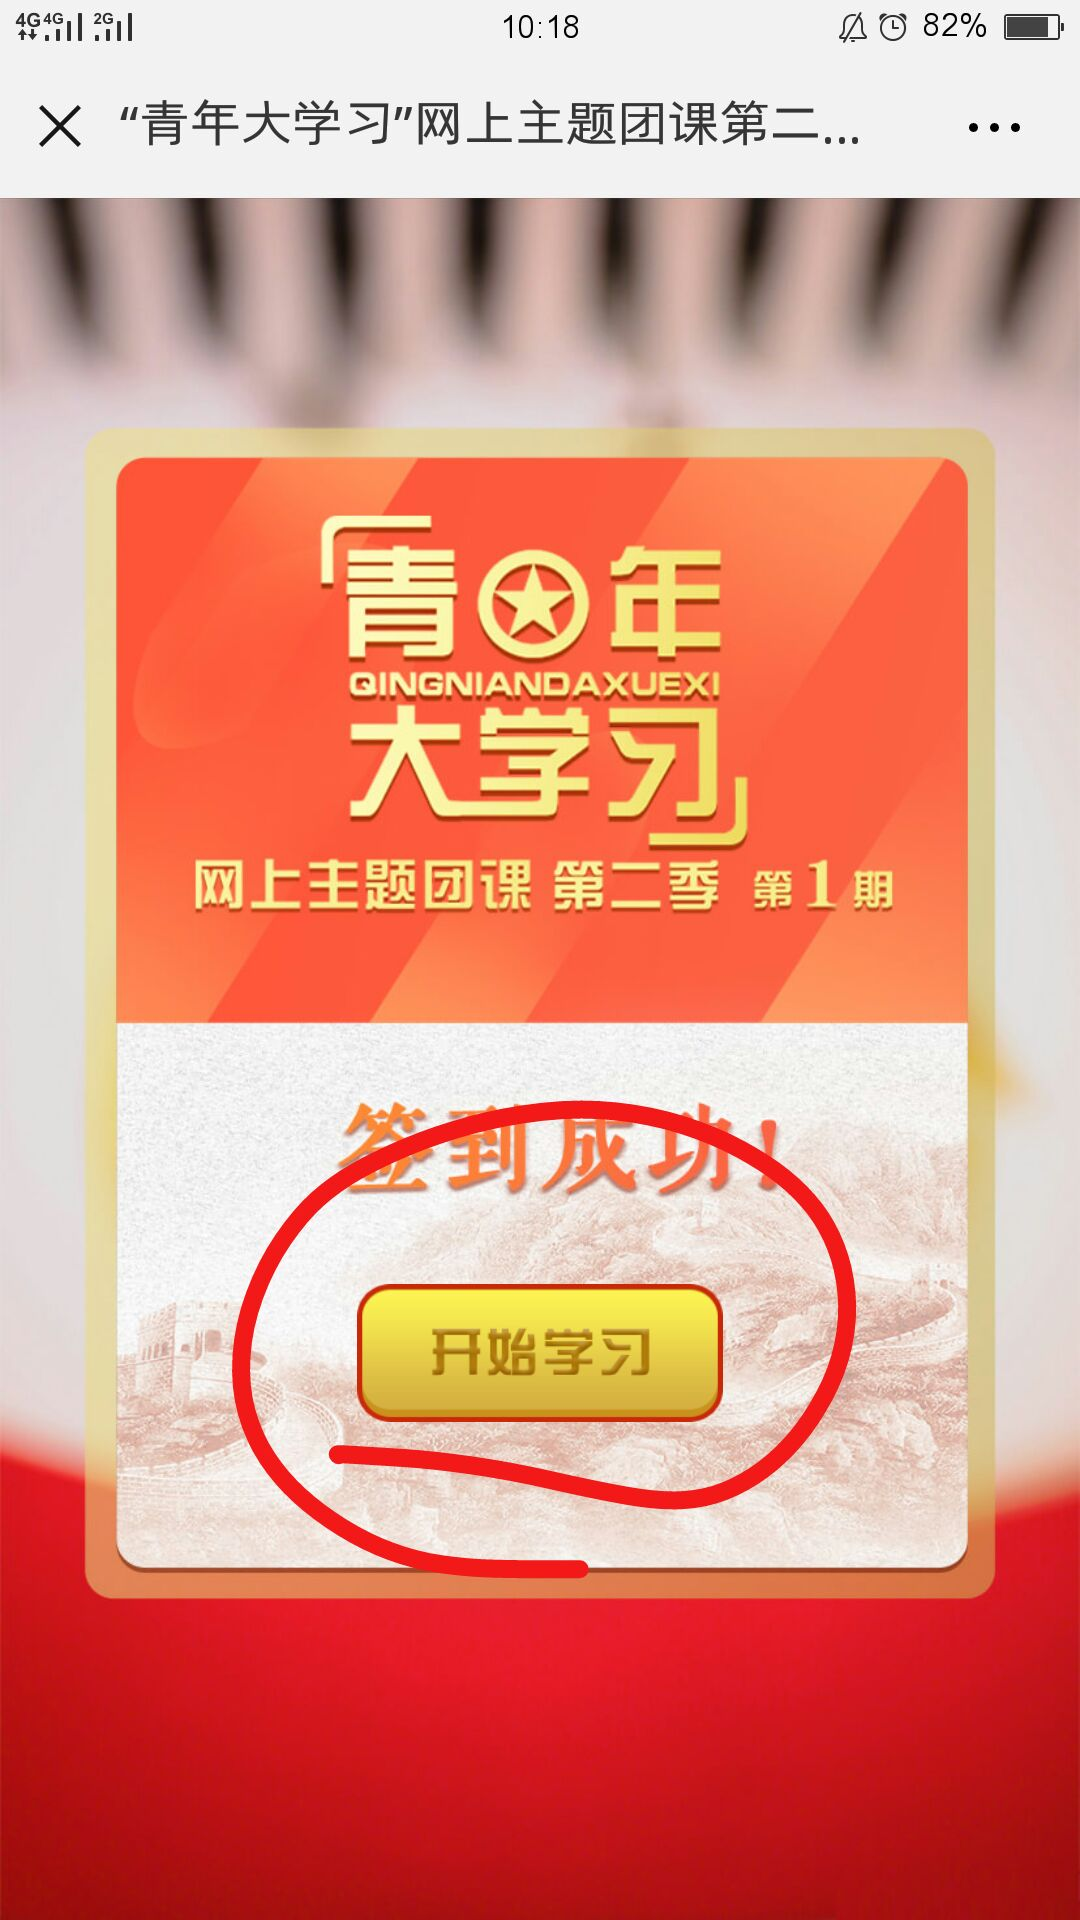 4G 4G 2G 10:18 82%
“青年大学习”网上主题团课第二...
青年
QINGNIANDAXUEXI
大学习
网上主题团课 第二季 第1期
签到成功!
开始学习